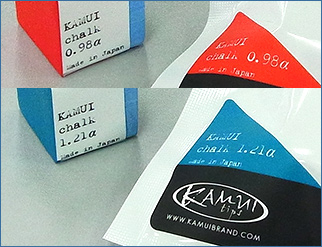 KAMUI
chalk
0.98α
Made in Japan
KAMUI
chalk 0.98α
Made in Japan
KAMUI
chalk
1.21α
Made in Japan
KAMUI
chalk 1.21α
Made in Japan
KAMUI
tips
WWW.KAMUIBRAND.COM